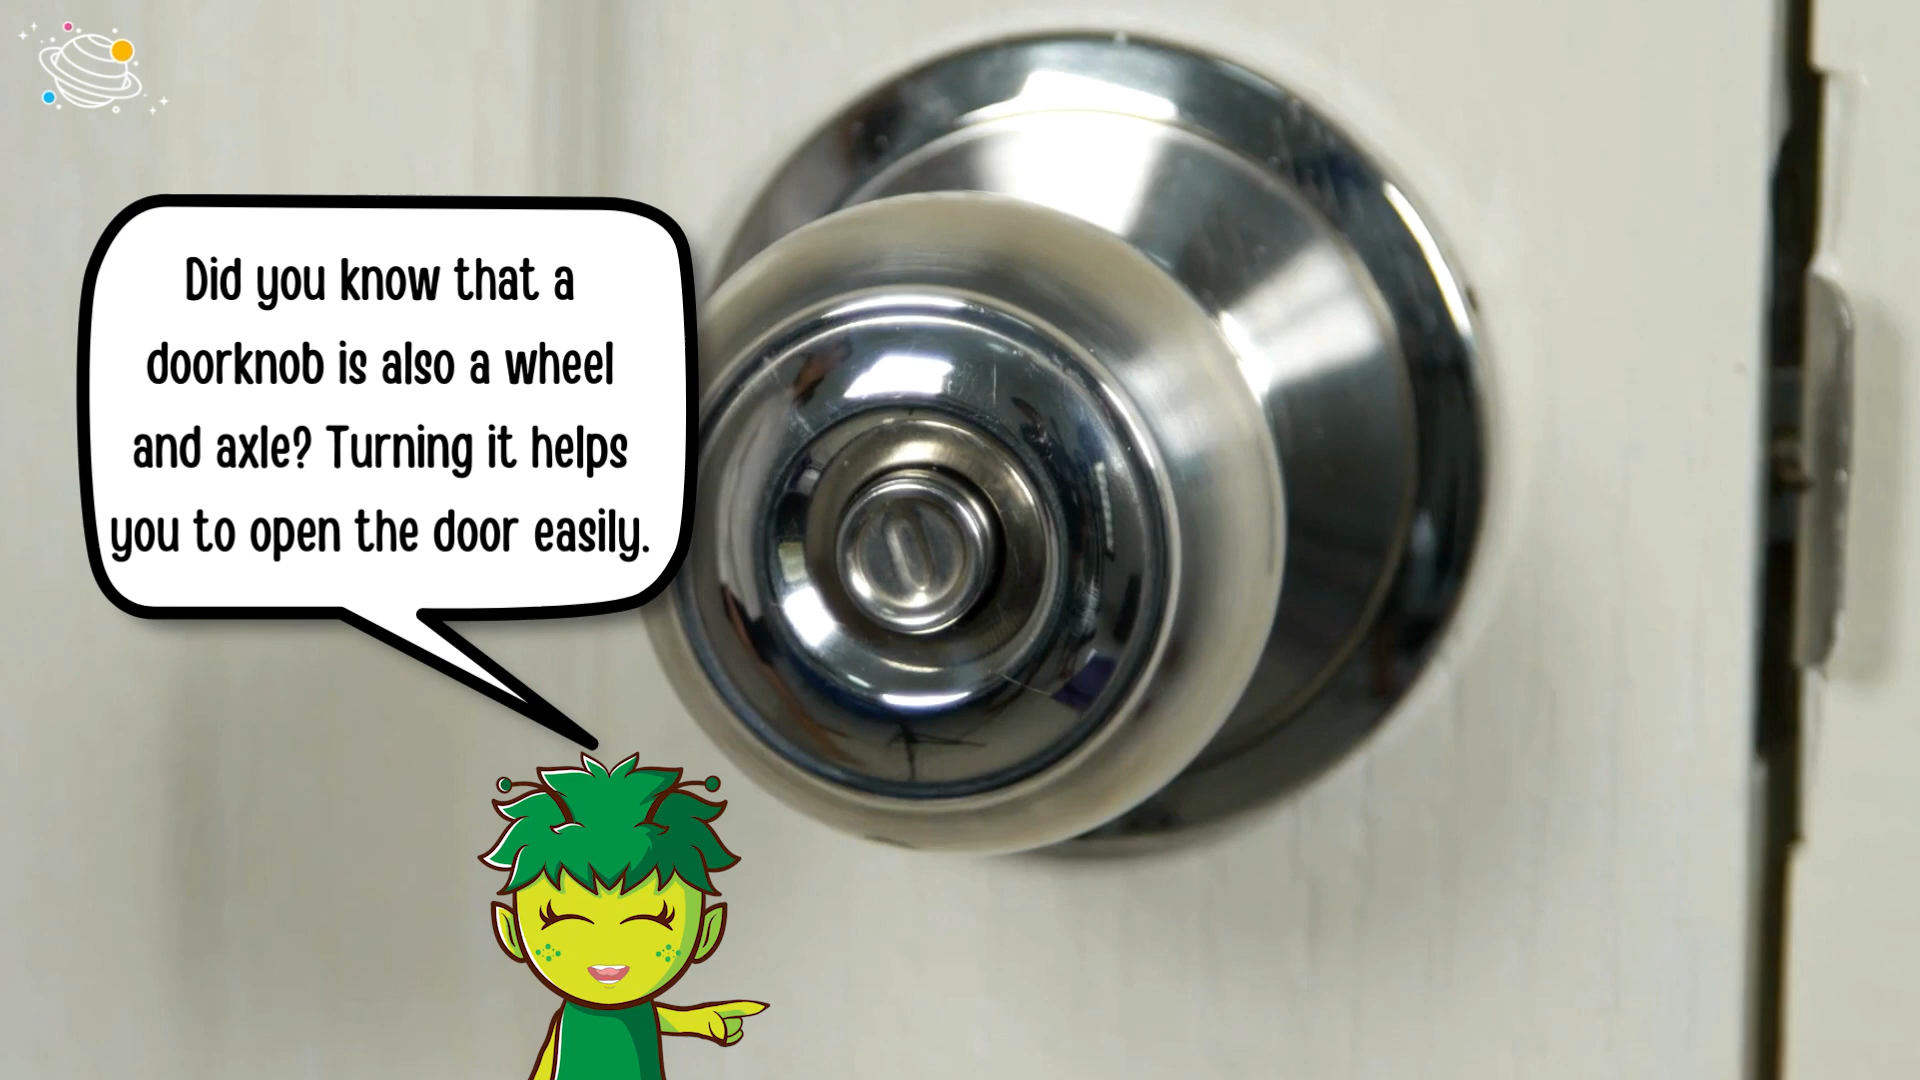 Did you know that a
doorknob is also a wheel
and axle? Turning it helps
you to open the door easily.